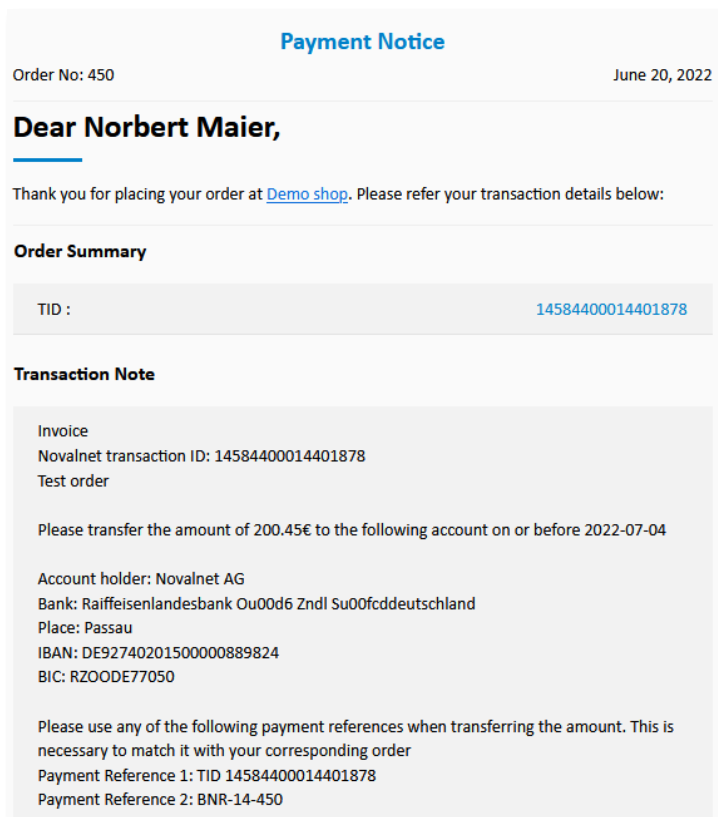 Payment Notice
Order No: 450 June 20, 2022
Dear Norbert Maier,
Thank you for placing your order at Demo shop. Please refer your transaction details below:
Order Summary
TID : 14584400014401878
Transaction Note
Invoice
Novalnet transaction ID: 14584400014401878
Test order
Please transfer the amount of 200.45€ to the following account on or before 2022-07-04
Account holder: Novalnet AG
Bank: Raiffeisenlandesbank Ou00d6 Zndl Su00fcddeutschland
Place: Passau
IBAN: DE92740201500000889824
BIC: RZOODE77050
Please use any of the following payment references when transferring the amount. This is
necessary to match it with your corresponding order
Payment Reference 1: TID 14584400014401878
Payment Reference 2: BNR-14-450